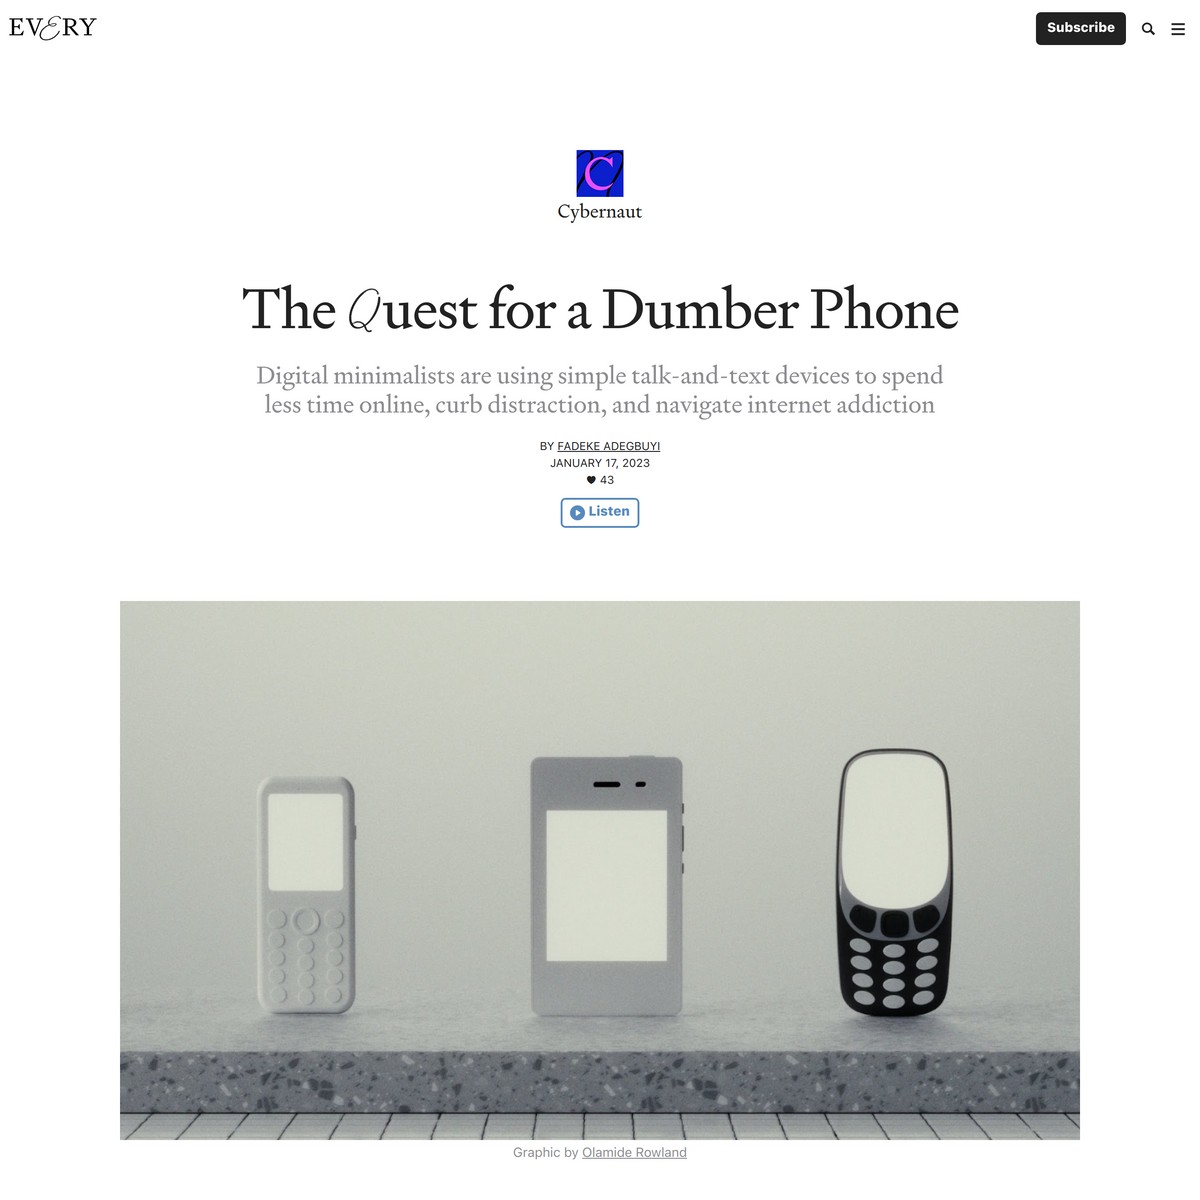 EVERY
Subscribe
C
Cybernaut
The Quest for a Dumber Phone
Digital minimalists are using simple talk-and-text devices to spend
less time online, curb distraction, and navigate internet addiction
BY FADEKE ADEGBUYI
JANUARY 17, 2023
43
Listen
Graphic by Olamide Rowland